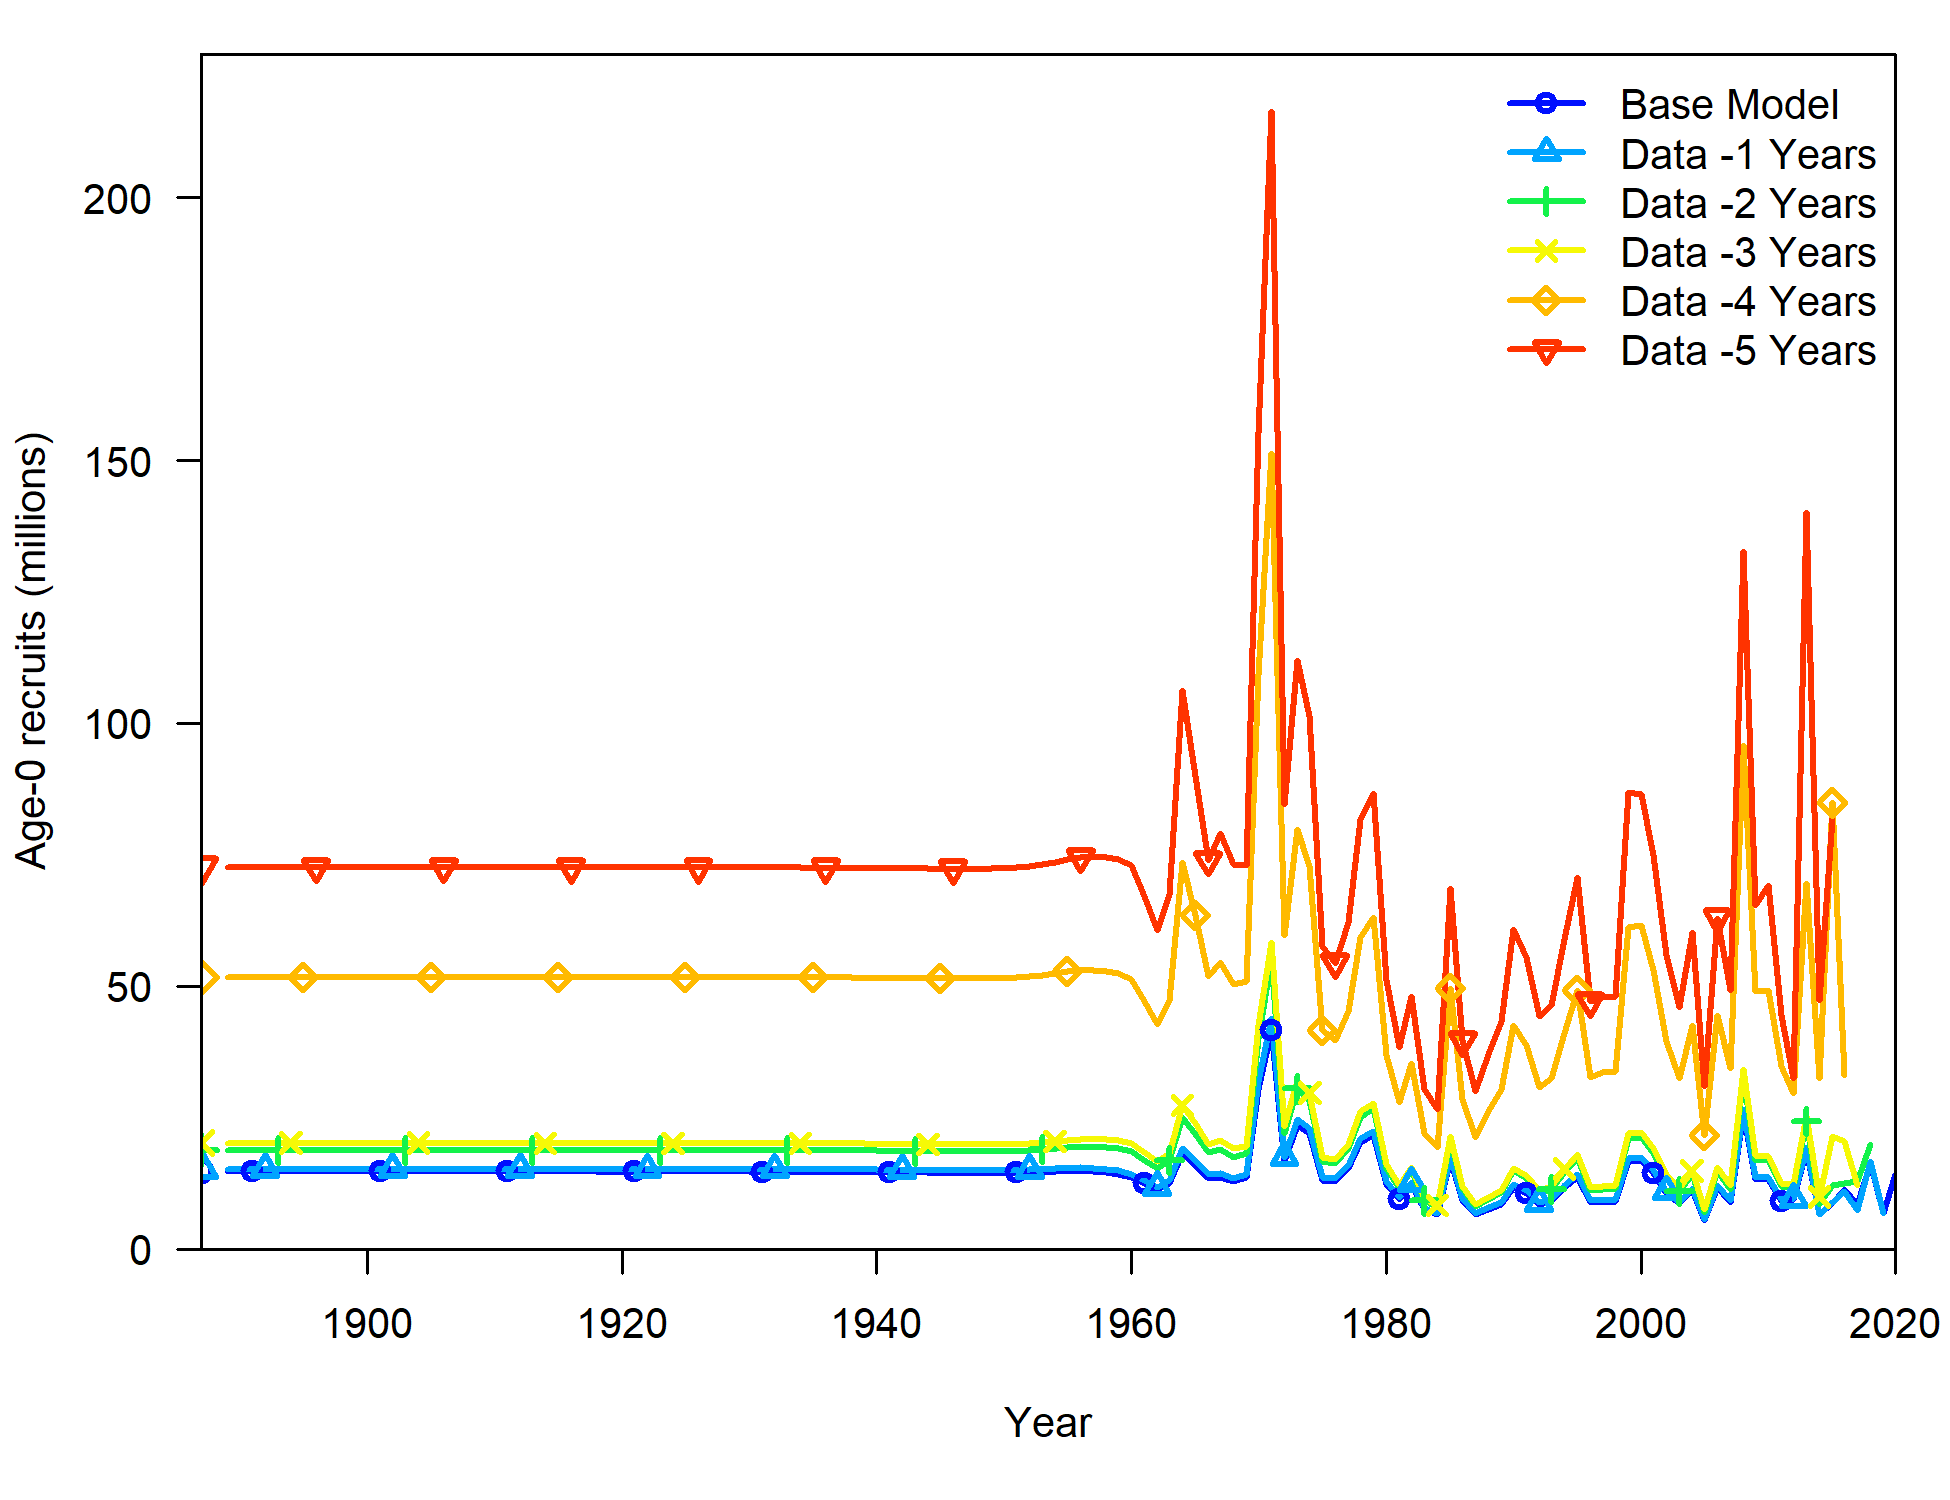 Base Model
Data -1 Years
Data -2 Years
Data -3 Years
Data -4 Years
Data -5 Years
200
150
100
50
0
Age-0 recruits (millions)
1900 1920 1940 1960 1980 2000 2020
Year